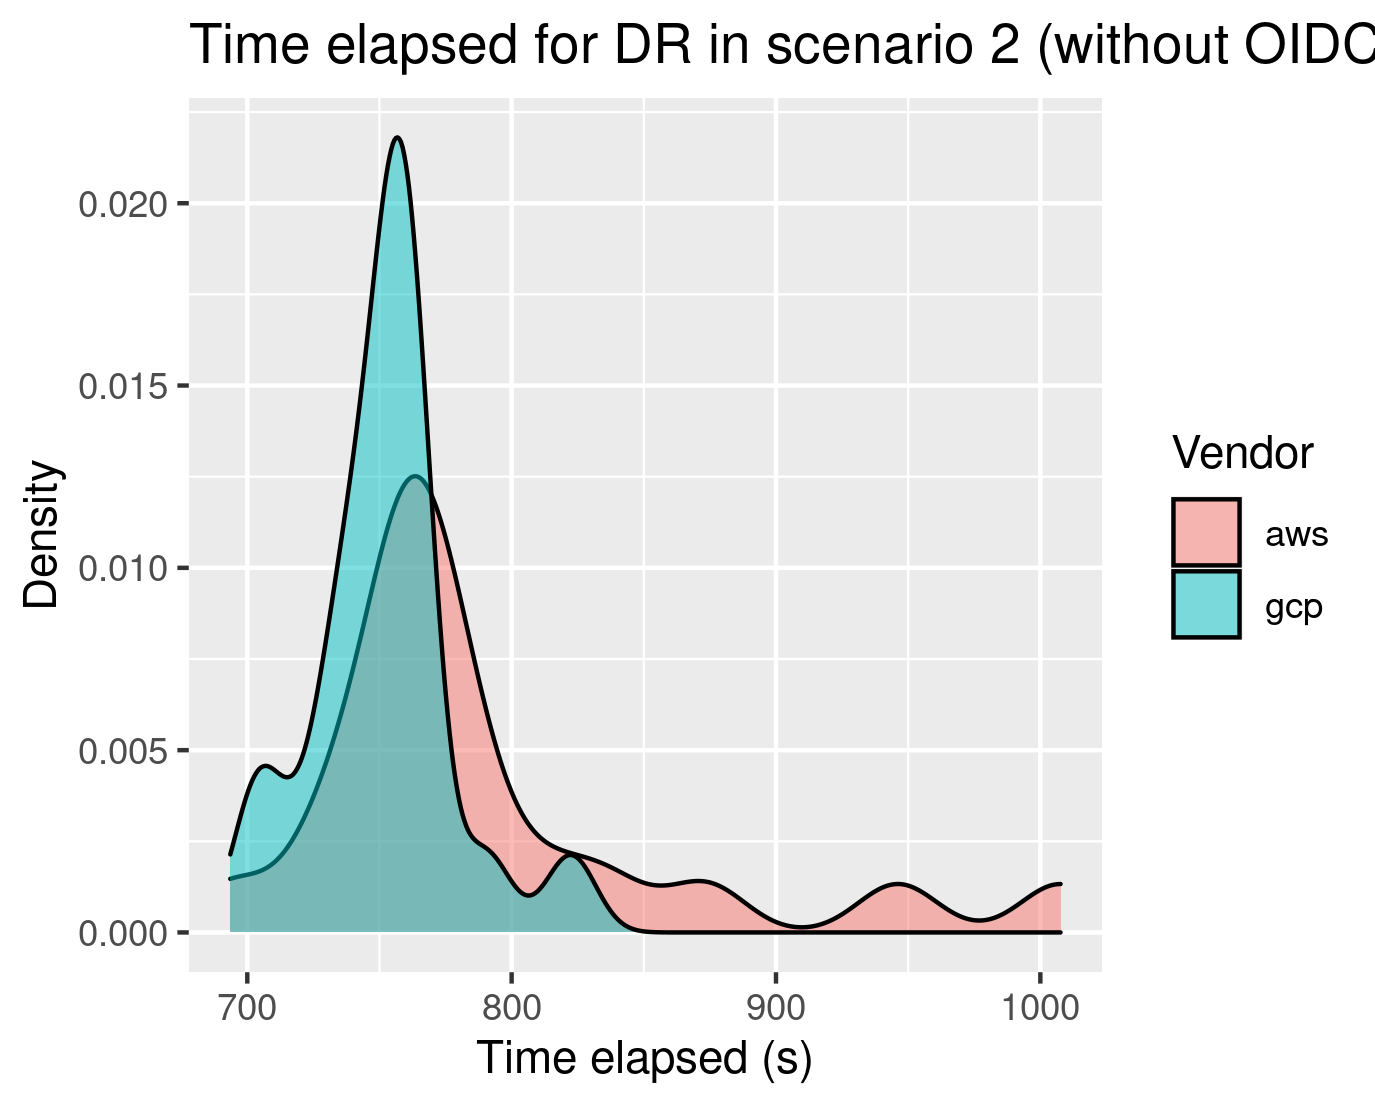 Time elapsed for DR in scenario 2 (without OIDC
Density
0.020
0.015
0.010
0.005
0.000
700 800 900 1000
Time elapsed (s)
Vendor
aws
gcp